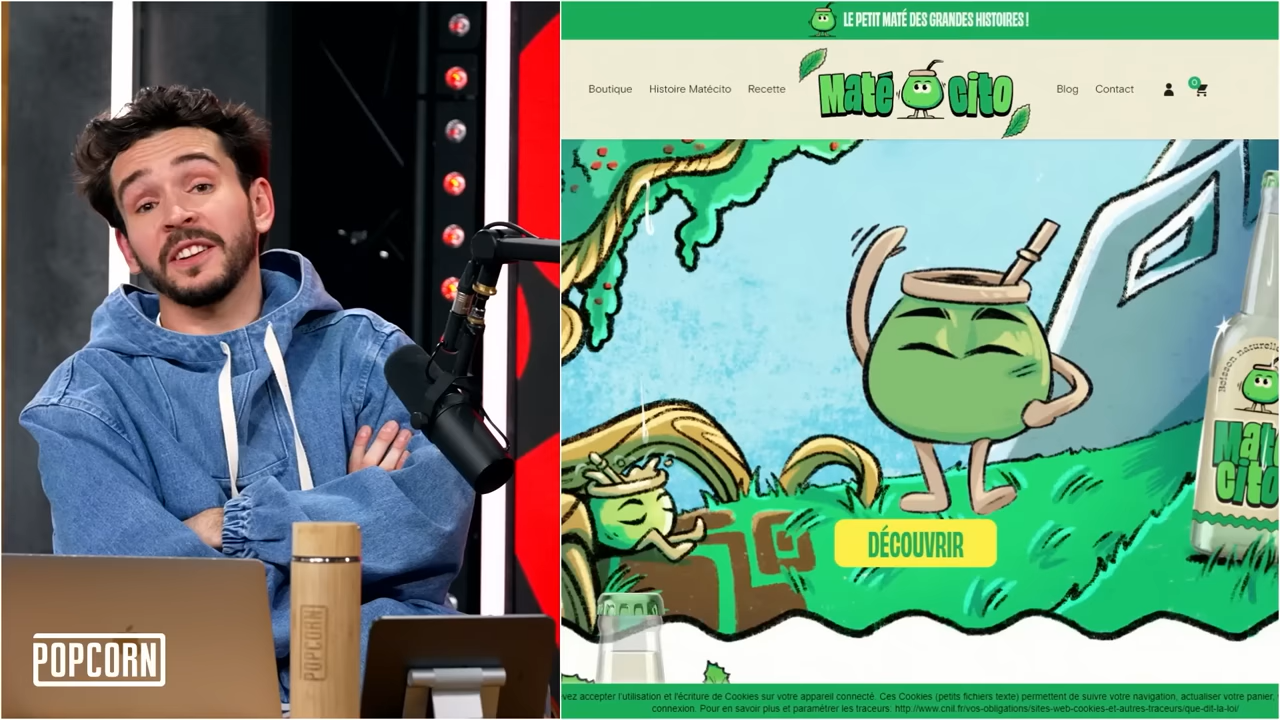 POPCORN
POPCORN
LE PETIT MATÉ DES GRANDES HISTOIRES !
Boutique
Histoire Matécito
Recette
Maté cito
Blog
Contact
0
Boisson naturelle
Maté
Cito
DÉCOUVRIR
vez accepter l'utilisation et l'écriture de Cookies sur votre appareil connecté. Ces Cookies (petits fichiers texte) permettent de suivre votre navigation, actualiser votre panier,
connexion. Pour en savoir plus et paramétrer les traceurs: http://www.cnil.fr/vos-obligations/sites-web-cookies-et-autres-traceurs/que-dit-la-loi/